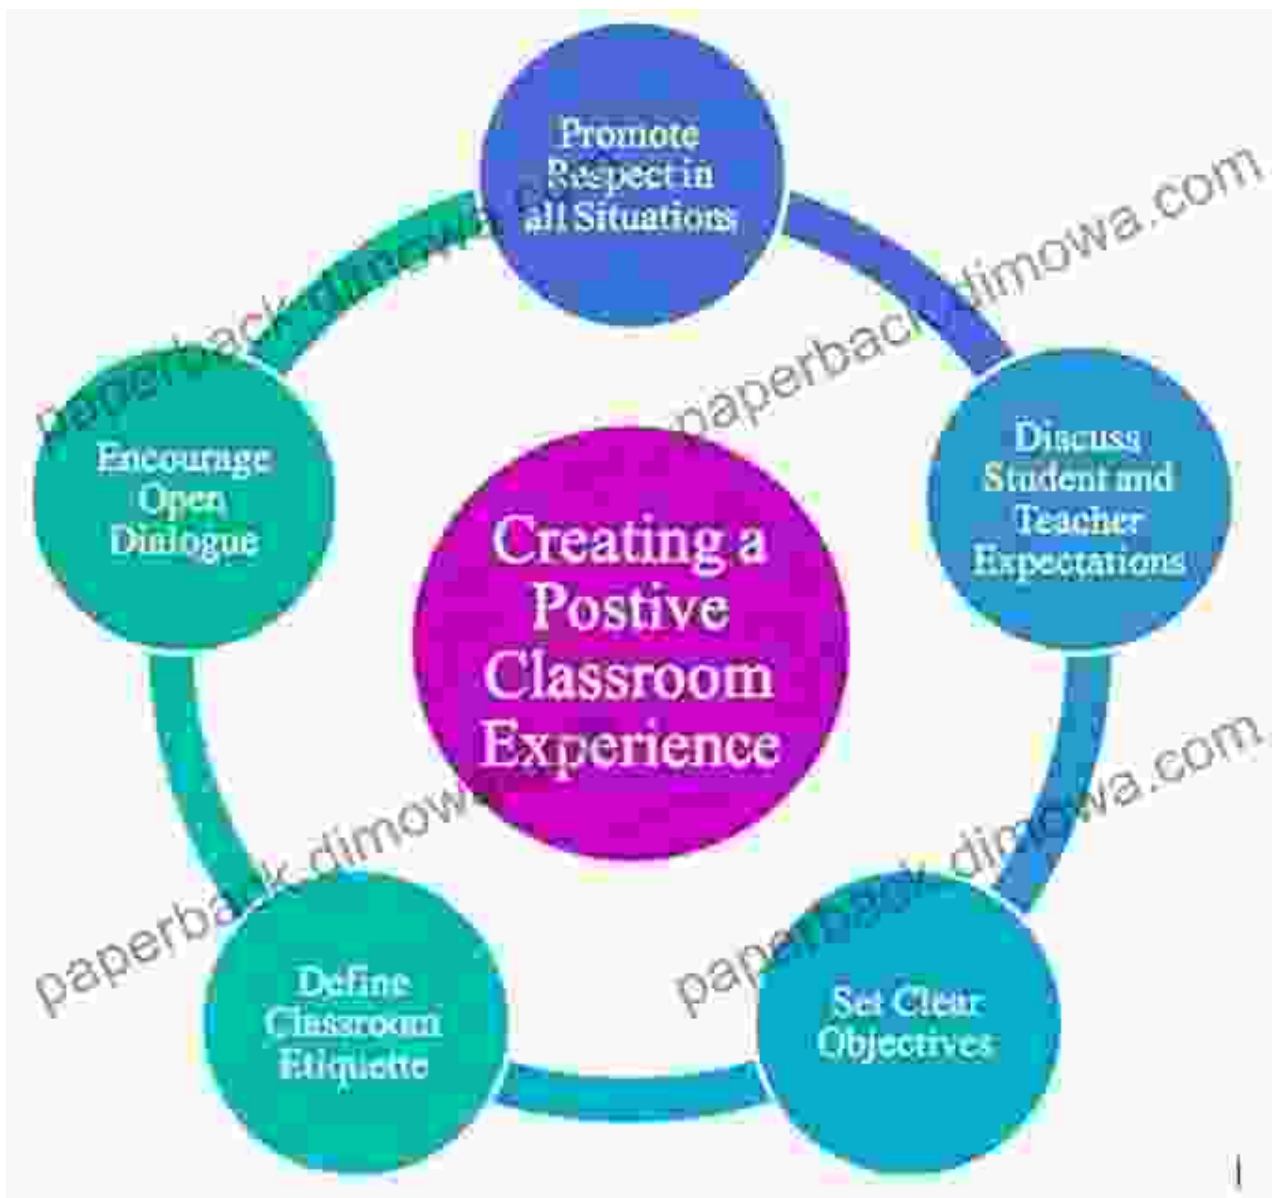 Promote
Respect in
all Situations
Discuss
Student and
Teacher
Expectations
Set Clear
Objectives
Define
Classroom
Etiquette
Encourage
Open
Dialogue
Creating a
Postive
Classroom
Experience
paperback.dimowa.com
paperback.dimowa.com
paperback.dimowa
paperback.dimowa.com